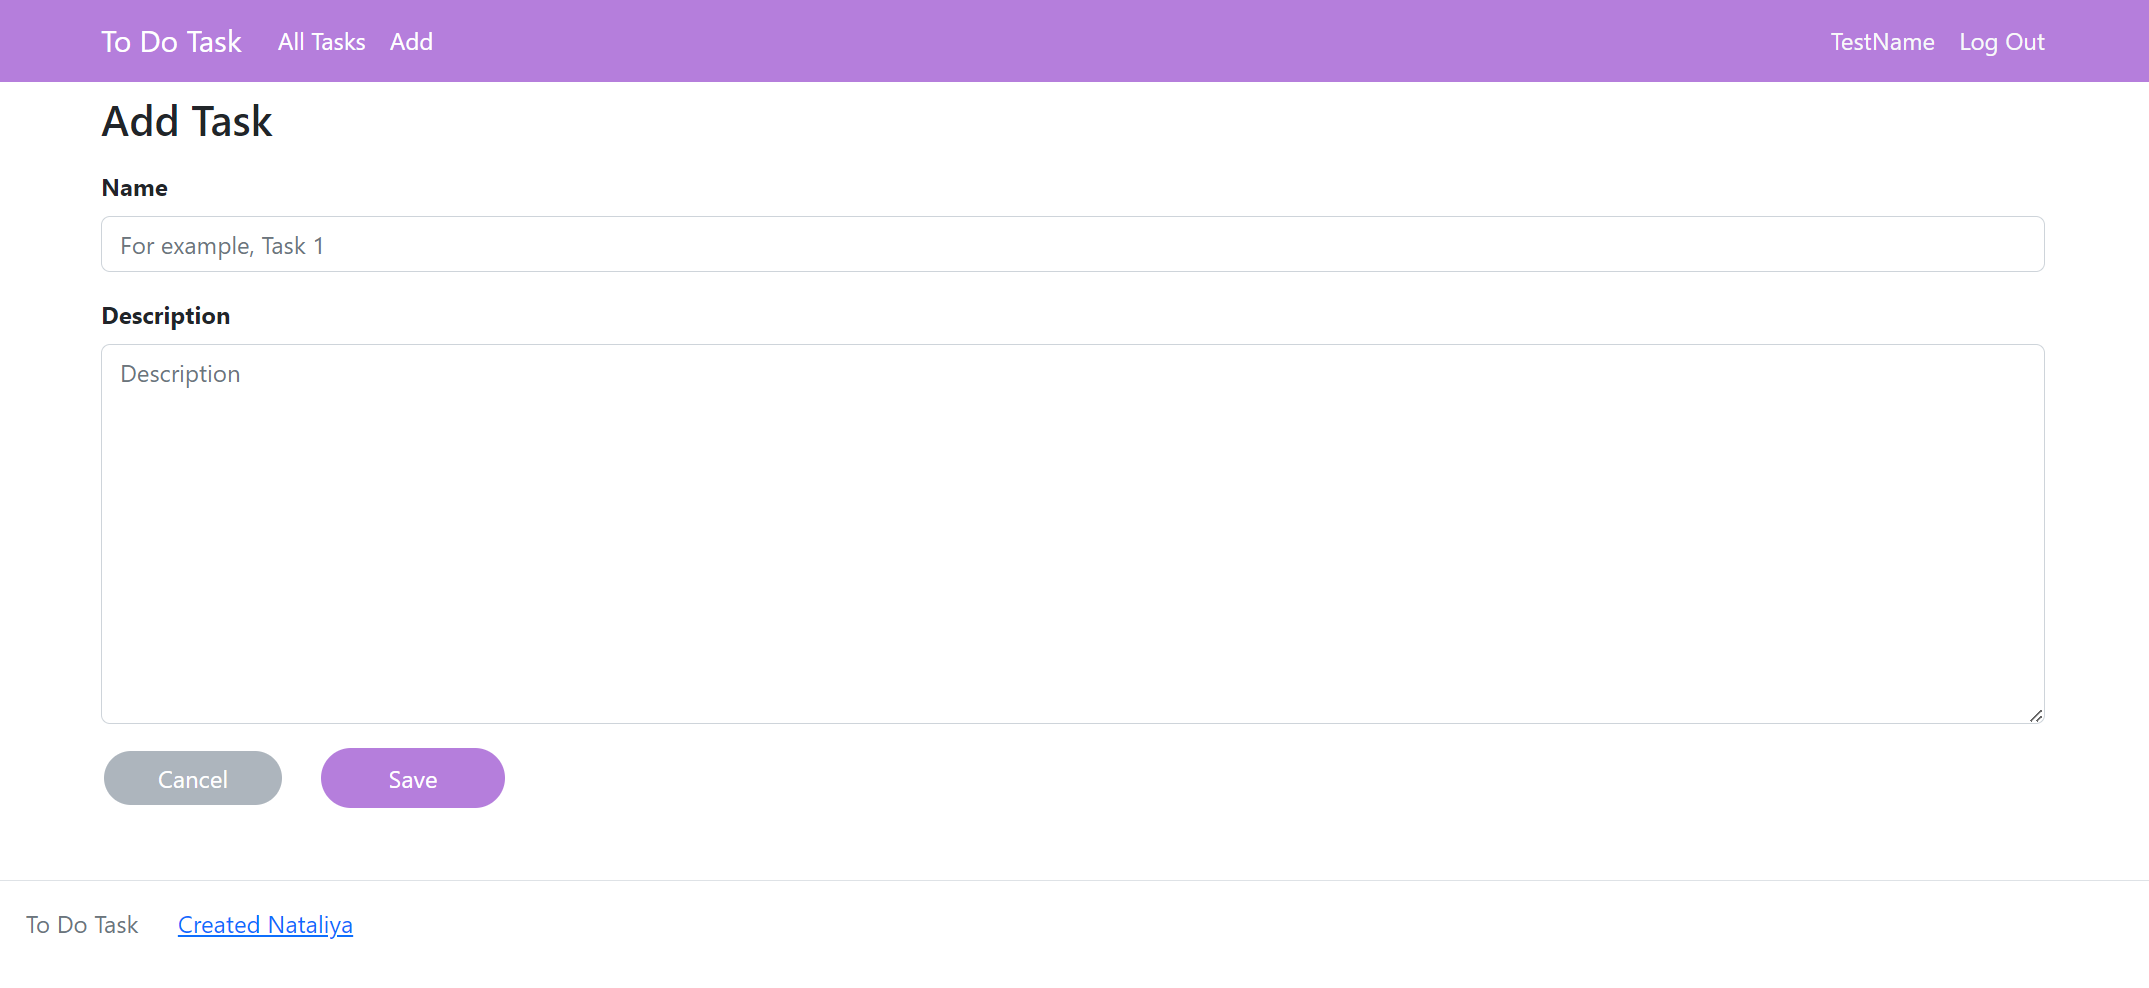 To Do Task All Tasks Add TestName Log Out
Add Task
Name
For example, Task 1
Description
Description
Cancel Save
To Do Task Created Nataliya